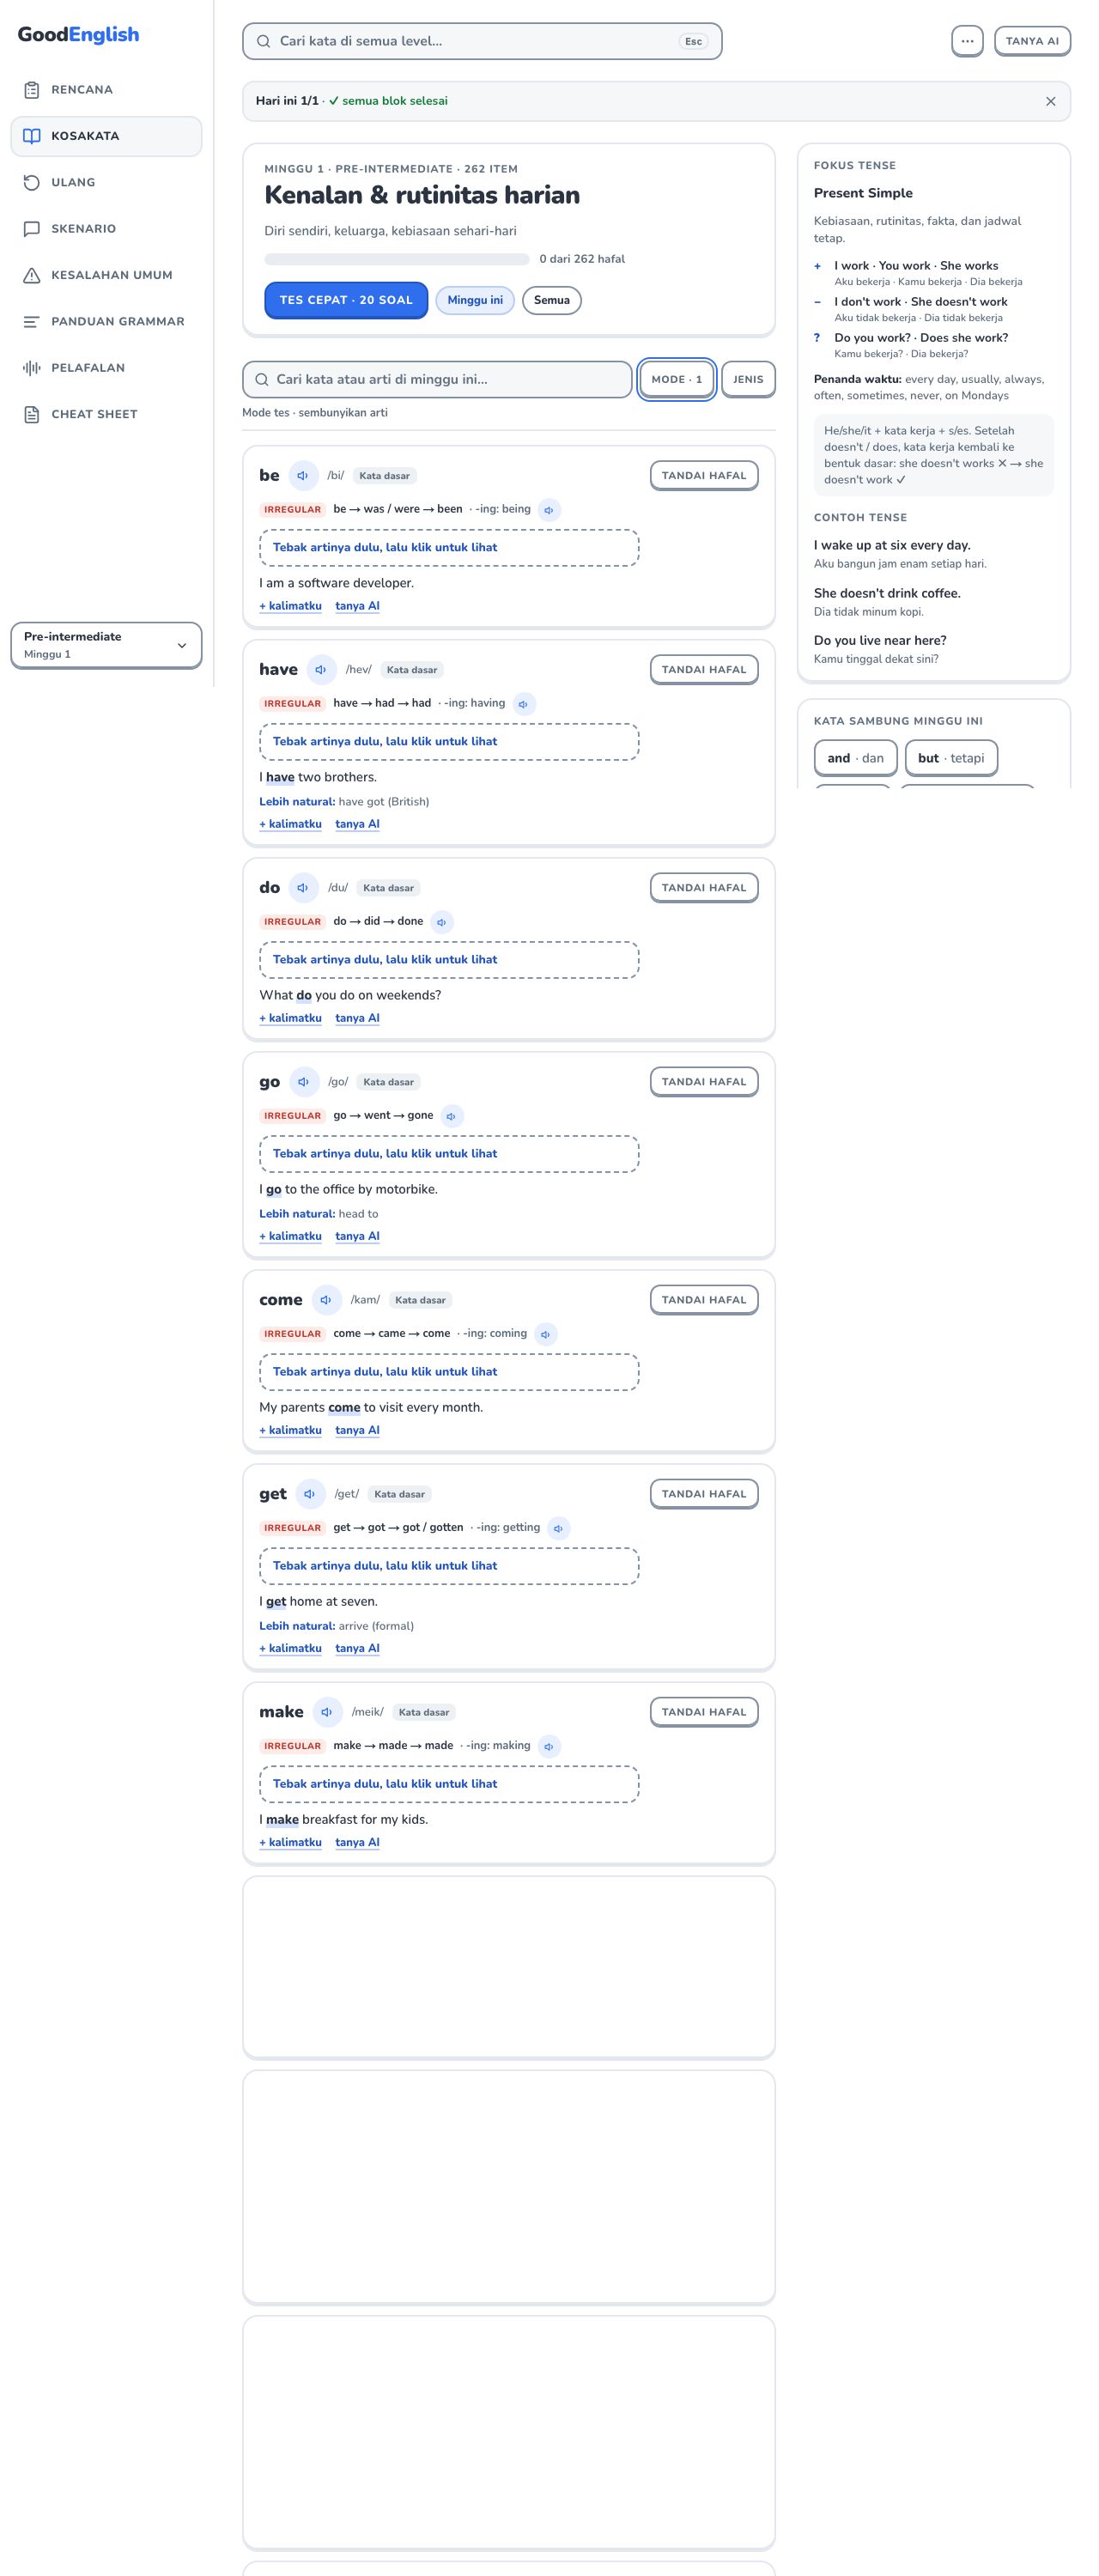 GoodEnglish
RENCANA
KOSAKATA
ULANG
SKENARIO
KESALAHAN UMUM
PANDUAN GRAMMAR
PELAFALAN
CHEAT SHEET
Pre-intermediate
Minggu 1
Cari kata di semua level...
Esc
TANYA AI
Hari ini 1/1 · ✓ semua blok selesai
MINGGU 1 · PRE-INTERMEDIATE · 262 ITEM
Kenalan & rutinitas harian
Diri sendiri, keluarga, kebiasaan sehari-hari
0 dari 262 hafal
TES CEPAT · 20 SOAL
Minggu ini
Semua
Cari kata atau arti di minggu ini...
MODE · 1
JENIS
Mode tes · sembunyikan arti
be /bi/ Kata dasar
TANDAI HAFAL
IRREGULAR be → was / were → been · -ing: being
Tebak artinya dulu, lalu klik untuk lihat
I am a software developer.
+ kalimatku tanya AI
have /hev/ Kata dasar
TANDAI HAFAL
IRREGULAR have → had → had · -ing: having
Tebak artinya dulu, lalu klik untuk lihat
I have two brothers.
Lebih natural: have got (British)
+ kalimatku tanya AI
do /du/ Kata dasar
TANDAI HAFAL
IRREGULAR do → did → done
Tebak artinya dulu, lalu klik untuk lihat
What do you do on weekends?
+ kalimatku tanya AI
go /go/ Kata dasar
TANDAI HAFAL
IRREGULAR go → went → gone
Tebak artinya dulu, lalu klik untuk lihat
I go to the office by motorbike.
Lebih natural: head to
+ kalimatku tanya AI
come /kam/ Kata dasar
TANDAI HAFAL
IRREGULAR come → came → come · -ing: coming
Tebak artinya dulu, lalu klik untuk lihat
My parents come to visit every month.
+ kalimatku tanya AI
get /get/ Kata dasar
TANDAI HAFAL
IRREGULAR get → got → got / gotten · -ing: getting
Tebak artinya dulu, lalu klik untuk lihat
I get home at seven.
Lebih natural: arrive (formal)
+ kalimatku tanya AI
make /meik/ Kata dasar
TANDAI HAFAL
IRREGULAR make → made → made · -ing: making
Tebak artinya dulu, lalu klik untuk lihat
I make breakfast for my kids.
+ kalimatku tanya AI
FOKUS TENSE
Present Simple
Kebiasaan, rutinitas, fakta, dan jadwal
tetap.
+ I work · You work · She works
Aku bekerja · Kamu bekerja · Dia bekerja
− I don't work · She doesn't work
Aku tidak bekerja · Dia tidak bekerja
? Do you work? · Does she work?
Kamu bekerja? · Dia bekerja?
Penanda waktu: every day, usually, always,
often, sometimes, never, on Mondays
He/she/it + kata kerja + s/es. Setelah
doesn't / does, kata kerja kembali ke
bentuk dasar: she doesn't works ✕ → she
doesn't work ✓
CONTOH TENSE
I wake up at six every day.
Aku bangun jam enam setiap hari.
She doesn't drink coffee.
Dia tidak minum kopi.
Do you live near here?
Kamu tinggal dekat sini?
KATA SAMBUNG MINGGU INI
and · dan
but · tetapi